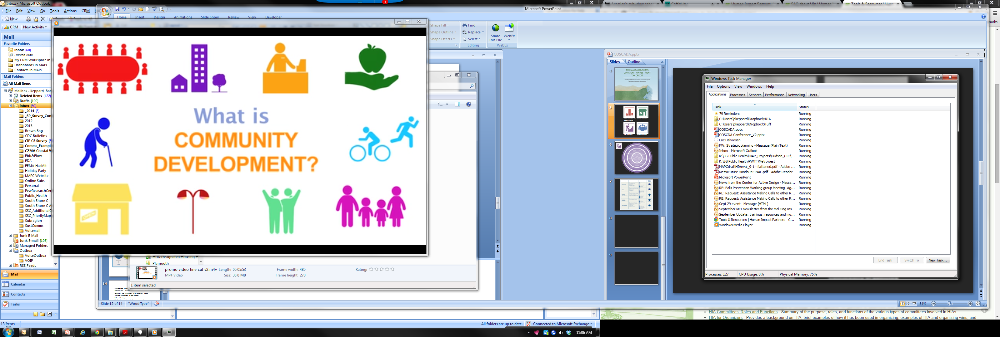 Inbox - Microsoft Outlook
File Edit View Go Tools Actions CRM
New
CRM New Activity
Mail
Favorite Folders
Inbox (60)
Unread Mail
My CRM Workspace in
Dashboards in MAPC
Contacts in MAPC
Mail Folders
All Mail Items
Mailbox - Keppard, Bar
Deleted Items (122)
Drafts [100]
Inbox (60)
_2014 (8)
_SP_Survey_Con
2012
2013
Brown Bag
CDC Bulletins
CIP CS Survey (3
Comms_Example
CZMA Coastal W
Ebb&Flow
EDA
FEMA-HazMit
Holiday Party
MAPC Website
Online Subs
Personal
PewResearchCer
Public_Health
South Shore C
South Shore C A
SSC_AdditionalC
SSC_PriorityMap
Subregion
SustComms
Voicemail
Junk E-Mail
Junk E-mail [103]
Managed Folders
Outbox
VoiceOutbox
VOIP
RSS Feeds
Mail
Calendar
Contacts
Tasks
13 Items
1
Microsoft PowerPoint
Home Insert Design Animations Slide Show Review View Developer
Shape Fill
Shape Outline
Shape Effects
Find
Replace
Select
Editing
Share This File
WebEx
WebEx
What is
COMMUNITY
DEVELOPMENT?
OPEN
HUD Designated Housing H
Plymouth
promo video fine cut v2.m4v Length: 00:05:53 Frame width: 480 Rating:
MP4 Video Size: 38.8 MB Frame height: 270
1 item selected
14
Slide 12 of 14 "Wood Type"
COSCADA.pptx
Slides Outline
4
THE MASSACHUSETTS
COMMUNITY INVESTMENT
TAX CREDIT
5
6
7
8
9
Windows Task Manager
File Options View Windows Help
Applications Processes Services Performance Networking Users
Task Status
79 Reminders Running
C:\Users\bkeppard\Dropbox\HRIA Running
C:\Users\bkeppard\Dropbox\STuff Running
COSCADA.pptx Running
COSCDA Conference_V2.pptx Running
Eric Halvorsen Running
FW: Strategic planning - Message (Plain Text) Running
Inbox - Microsoft Outlook Running
K:\SG Public Health\HiAP_Projects\Hudson_CIC\,... Running
K:\SG Public Health\PWTF\Metrowest Running
MAPCdraftHIAeval_9-1 - flattened.pdf - Adobe ... Running
MetroFuture Handout FINAL.pdf - Adobe Reader Running
Microsoft PowerPoint Running
News from the Center for Active Design - Messa... Running
RE: Falls Prevention Working group Meeting- Ag... Running
RE: Request: Assistance Making Calls to other R... Running
RE: Request: Assistance Making Calls to other R... Running
Sept 29 event - Message (HTML) Running
September MKI Newsletter from the Mel King Ins... Running
September Update: trainings, resources and mo... Running
Tools & Resources | Human Impact Partners - G... Running
Windows Media Player Running
End Task Switch To New Task...
Processes: 127 CPU Usage: 0% Physical Memory: 75%
84%
HIA Committees' Roles and Functions - Summary of the purpose, roles, and functions of the various types of committees involved in HIAs
HIA for Organizers - Provides a background on HIA, brief examples of how it has been used in organizing, examples of HIA and organizing wins, and
All folders are up to date. Connected to Microsoft Exchange
11:06 AM